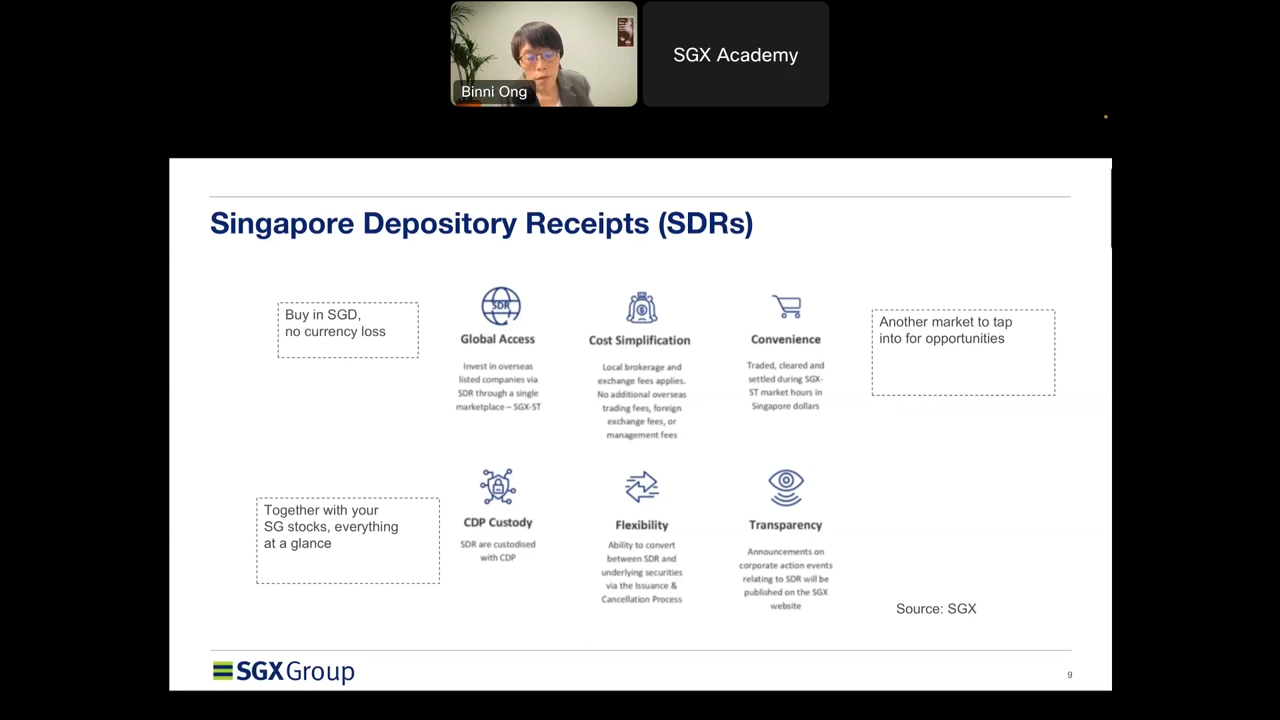 Binni Ong
SGX Academy
Singapore Depository Receipts (SDRs)
Buy in SGD,
no currency loss
SDR
Global Access
Invest in overseas
listed companies via
SDR through a single
marketplace – SGX-ST
Cost Simplification
Local brokerage and
exchange fees applies.
No additional overseas
trading fees, foreign
exchange fees, or
management fees
Convenience
Traded, cleared and
settled during SGX-
ST market hours in
Singapore dollars
Another market to tap
into for opportunities
Together with your
SG stocks, everything
at a glance
CDP Custody
SDR are custodised
with CDP
Flexibility
Ability to convert
between SDR and
underlying securities
via the Issuance &
Cancellation Process
Transparency
Announcements on
corporate action events
relating to SDR will be
published on the SGX
website
Source: SGX
SGXGroup
9